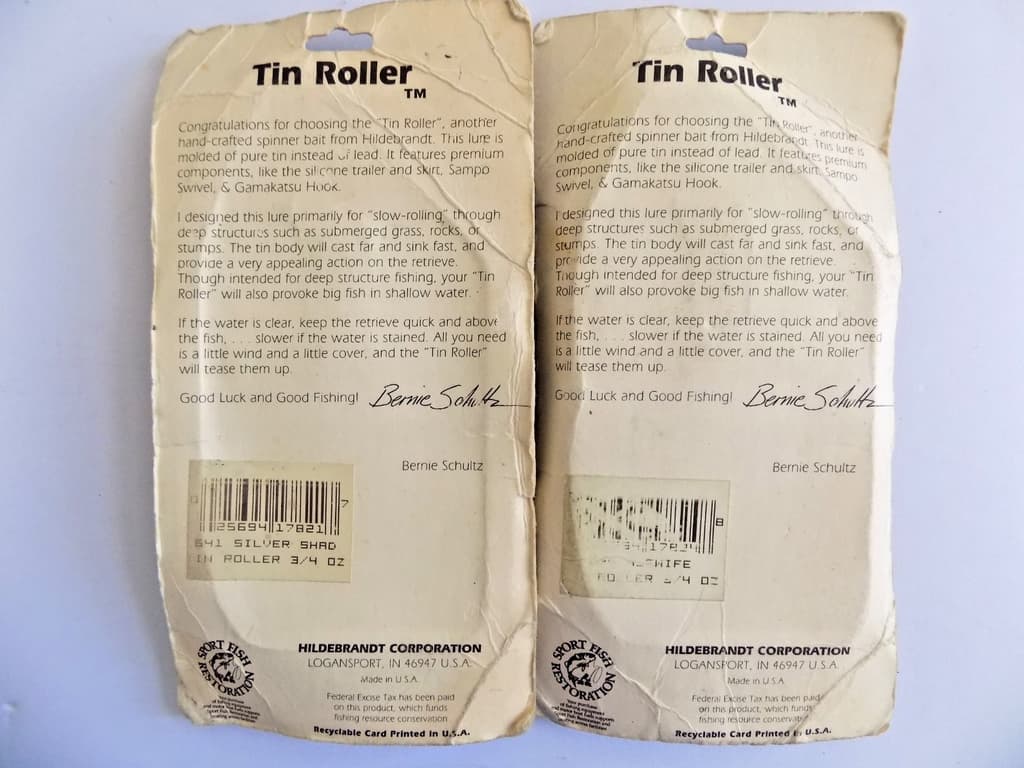 Tin Roller
TM
Congratulations for choosing the "Tin Roller", another
hand-crafted spinner bait from Hildebrandt. This lure is
molded of pure tin instead of lead. It features premium
components, like the silicone trailer and skirt, Sampo
Swivel, & Gamakatsu Hook.
I designed this lure primarily for "slow-rolling" through
deep structures such as submerged grass, rocks, or
stumps. The tin body will cast far and sink fast, and
provide a very appealing action on the retrieve.
Though intended for deep structure fishing, your "Tin
Roller" will also provoke big fish in shallow water.
If the water is clear, keep the retrieve quick and above
the fish, . . . slower if the water is stained. All you need
is a little wind and a little cover, and the "Tin Roller"
will tease them up.
Good Luck and Good Fishing! Bernie Schultz
Bernie Schultz
0 25694 17821 7
641 SILVER SHAD
IN ROLLER 3/4 OZ
SPORT FISH
RESTORATION
HILDEBRANDT CORPORATION
LOGANSPORT, IN 46947 U.S.A.
Made in U.S.A.
Federal Excise Tax has been paid
on this product, which funds
fishing resource conservation
Recyclable Card Printed In U.S.A.
Tin Roller
TM
Congratulations for choosing the "Tin Roller", another
hand-crafted spinner bait from Hildebrandt. This lure is
molded of pure tin instead of lead. It features premium
components, like the silicone trailer and skirt, Sampo
Swivel, & Gamakatsu Hook.
I designed this lure primarily for "slow-rolling" through
deep structures such as submerged grass, rocks, or
stumps. The tin body will cast far and sink fast, and
provide a very appealing action on the retrieve.
Though intended for deep structure fishing, your "Tin
Roller" will also provoke big fish in shallow water.
If the water is clear, keep the retrieve quick and above
the fish, . . . slower if the water is stained. All you need
is a little wind and a little cover, and the "Tin Roller"
will tease them up.
Good Luck and Good Fishing! Bernie Schultz
Bernie Schultz
8
ROLLER 3/4 OZ
SPORT FISH
RESTORATION
HILDEBRANDT CORPORATION
LOGANSPORT, IN 46947 U.S.A.
Made in U.S.A.
Federal Excise Tax has been paid
on this product, which funds
fishing resource conservation
Recyclable Card Printed In U.S.A.